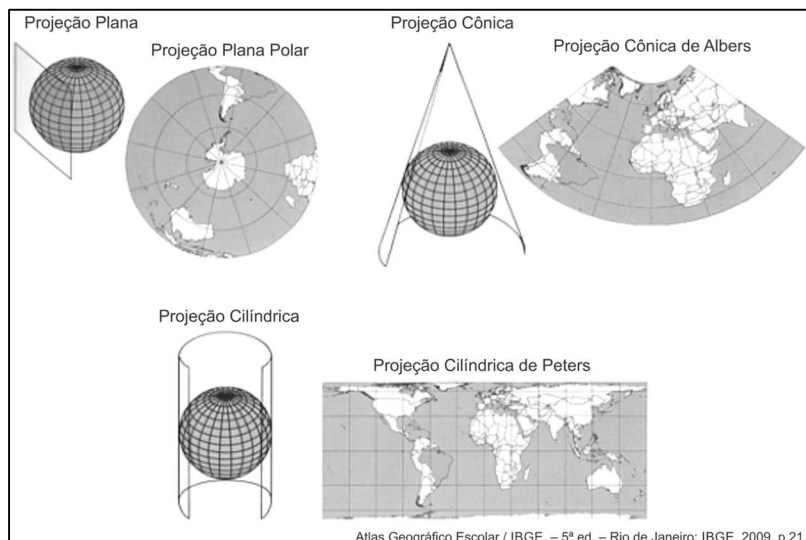 Projeção Plana
Projeção Plana Polar
Projeção Cônica
Projeção Cônica de Albers
Projeção Cilíndrica
Projeção Cilíndrica de Peters
Atlas Geográfico Escolar / IBGE. – 5ª ed. – Rio de Janeiro: IBGE, 2009. p.21.